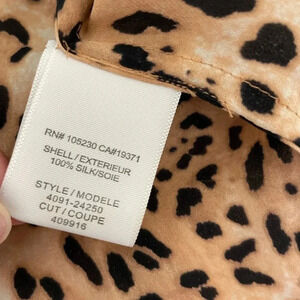 RN# 105230 CA#19371
SHELL / EXTERIEUR
100% SILK/SOIE
STYLE / MODELE
4091-24250
CUT / COUPE
409916